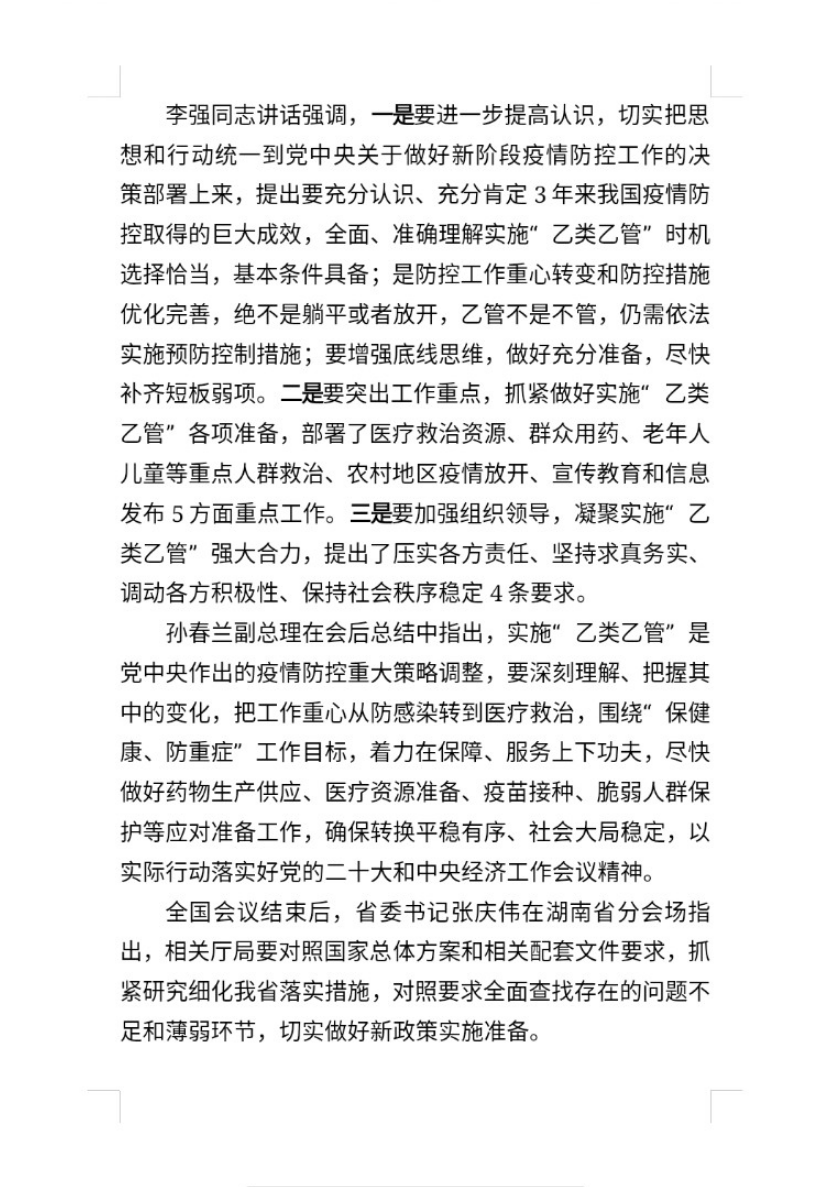 李强同志讲话强调，一是要进一步提高认识，切实把思
想和行动统一到党中央关于做好新阶段疫情防控工作的决
策部署上来，提出要充分认识、充分肯定 3 年来我国疫情防
控取得的巨大成效，全面、准确理解实施“乙类乙管”时机
选择恰当，基本条件具备；是防控工作重心转变和防控措施
优化完善，绝不是躺平或者放开，乙管不是不管，仍需依法
实施预防控制措施；要增强底线思维，做好充分准备，尽快
补齐短板弱项。二是要突出工作重点，抓紧做好实施“乙类
乙管”各项准备，部署了医疗救治资源、群众用药、老年人
儿童等重点人群救治、农村地区疫情放开、宣传教育和信息
发布 5 方面重点工作。三是要加强组织领导，凝聚实施“乙
类乙管”强大合力，提出了压实各方责任、坚持求真务实、
调动各方积极性、保持社会秩序稳定 4 条要求。
孙春兰副总理在会后总结中指出，实施“乙类乙管”是
党中央作出的疫情防控重大策略调整，要深刻理解、把握其
中的变化，把工作重心从防感染转到医疗救治，围绕“保健
康、防重症”工作目标，着力在保障、服务上下功夫，尽快
做好药物生产供应、医疗资源准备、疫苗接种、脆弱人群保
护等应对准备工作，确保转换平稳有序、社会大局稳定，以
实际行动落实好党的二十大和中央经济工作会议精神。
全国会议结束后，省委书记张庆伟在湖南省分会场指
出，相关厅局要对照国家总体方案和相关配套文件要求，抓
紧研究细化我省落实措施，对照要求全面查找存在的问题不
足和薄弱环节，切实做好新政策实施准备。